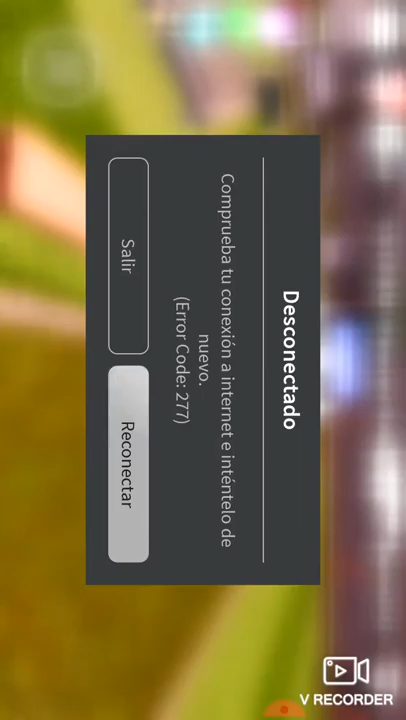 Desconectado
Comprueba tu conexión a internet e inténtelo de
nuevo.
(Error Code: 277)
Salir
Reconectar
V RECORDER